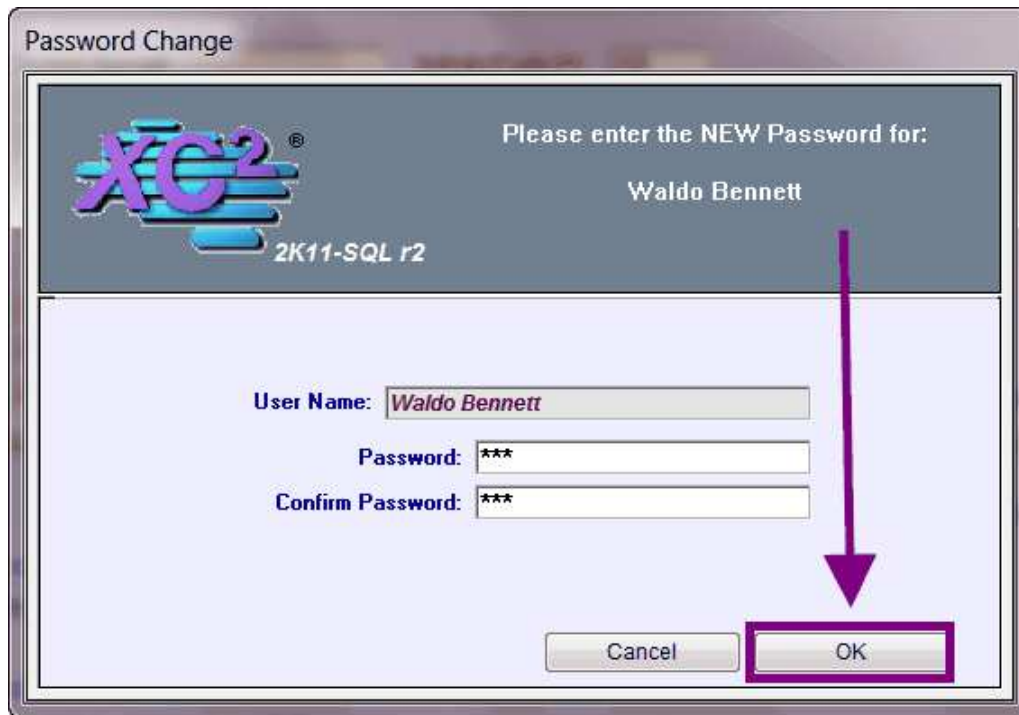 Password Change
XC2®
2K11-SQL r2
Please enter the NEW Password for:
Waldo Bennett
User Name: Waldo Bennett
Password: ***
Confirm Password: ***
Cancel OK